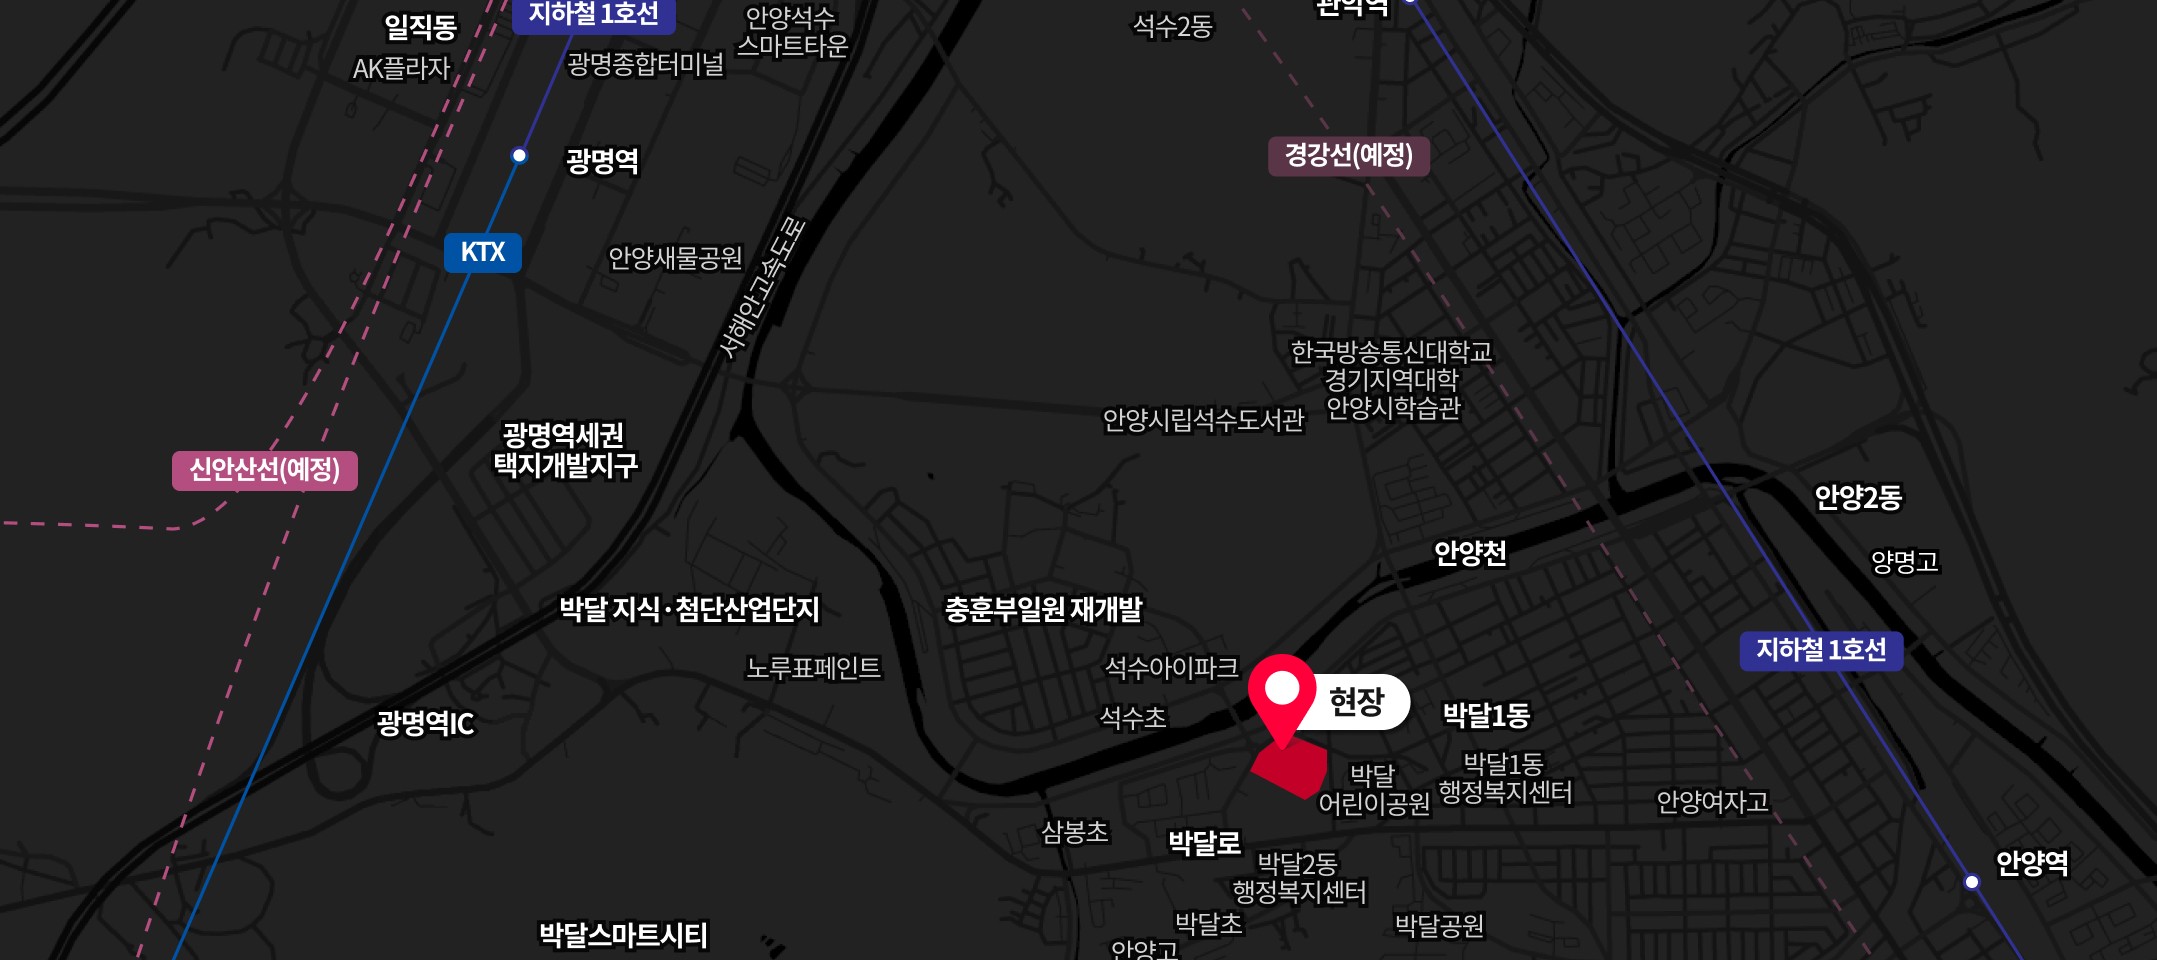 일직동
지하철 1호선
안양석수
스마트타운
석수2동
관악역
AK플라자
광명종합터미널
광명역
경강선(예정)
KTX
안양새물공원
서해안고속도로
한국방송통신대학교
경기지역대학
안양시학습관
안양시립석수도서관
광명역세권
택지개발지구
신안산선(예정)
안양2동
안양천
양명고
박달 지식·첨단산업단지
충훈부일원 재개발
지하철 1호선
노루표페인트
석수아이파크
현장
석수초
박달1동
광명역IC
박달
어린이공원
박달1동
행정복지센터
안양여자고
삼봉초
박달로
박달2동
행정복지센터
안양역
박달초
박달공원
박달스마트시티
안양고